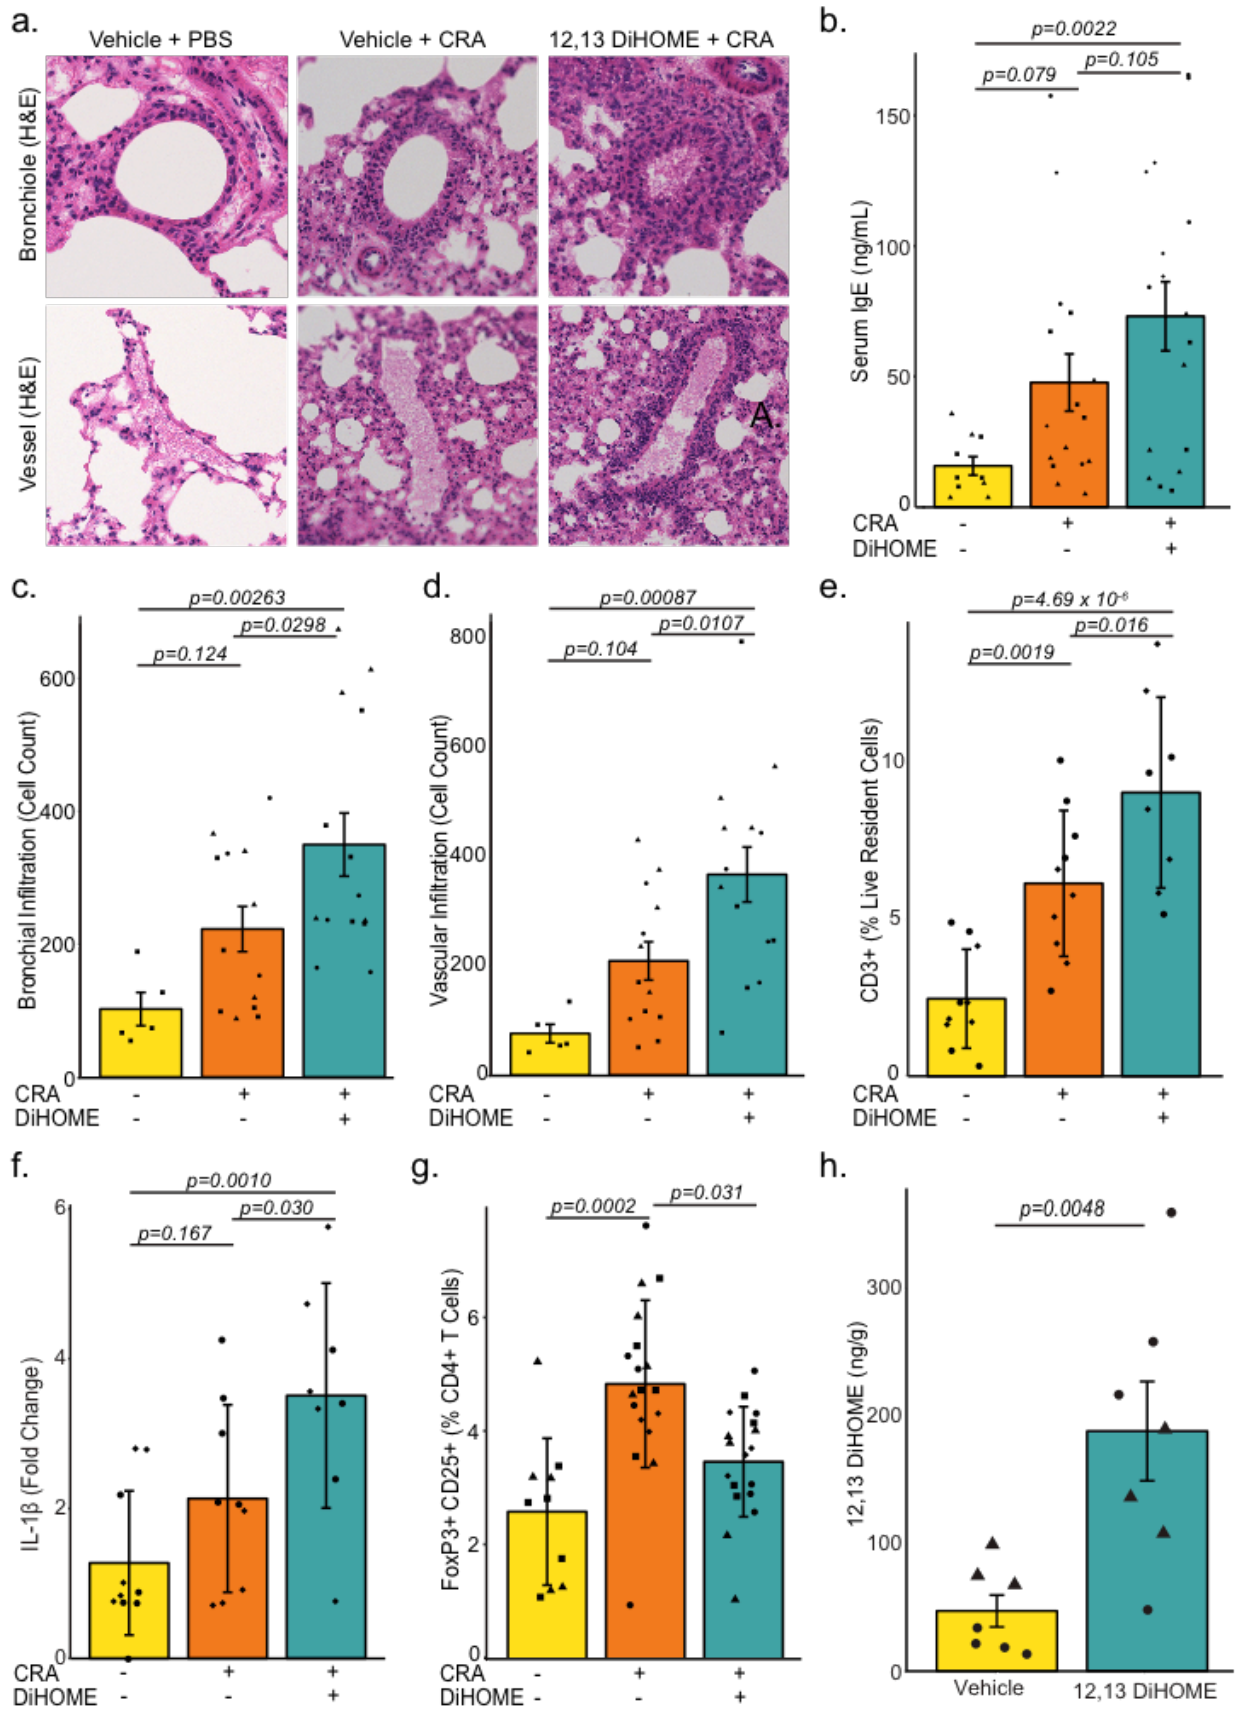 a.
Vehicle + PBS
Vehicle + CRA
12,13 DiHOME + CRA
Bronchiole (H&E)
Vessel (H&E)
A.
b.
p=0.0022
p=0.079
p=0.105
Serum IgE (ng/mL)
150
100
50
0
CRA - + +
DiHOME - - +
c.
p=0.00263
p=0.0298
p=0.124
Bronchial Infiltration (Cell Count)
600
400
200
0
CRA - + +
DiHOME - - +
d.
p=0.00087
p=0.0107
p=0.104
Vascular Infiltration (Cell Count)
800
600
400
200
0
CRA - + +
DiHOME - - +
e.
p=4.69 x 10⁻⁶
p=0.016
p=0.0019
CD3+ (% Live Resident Cells)
10
5
0
CRA - + +
DiHOME - - +
f.
p=0.0010
p=0.030
p=0.167
IL-1β (Fold Change)
6
4
2
0
CRA - + +
DiHOME - - +
g.
p=0.0002
p=0.031
FoxP3+ CD25+ (% CD4+ T Cells)
6
4
2
0
CRA - + +
DiHOME - - +
h.
p=0.0048
12,13 DiHOME (ng/g)
300
200
100
0
Vehicle
12,13 DiHOME